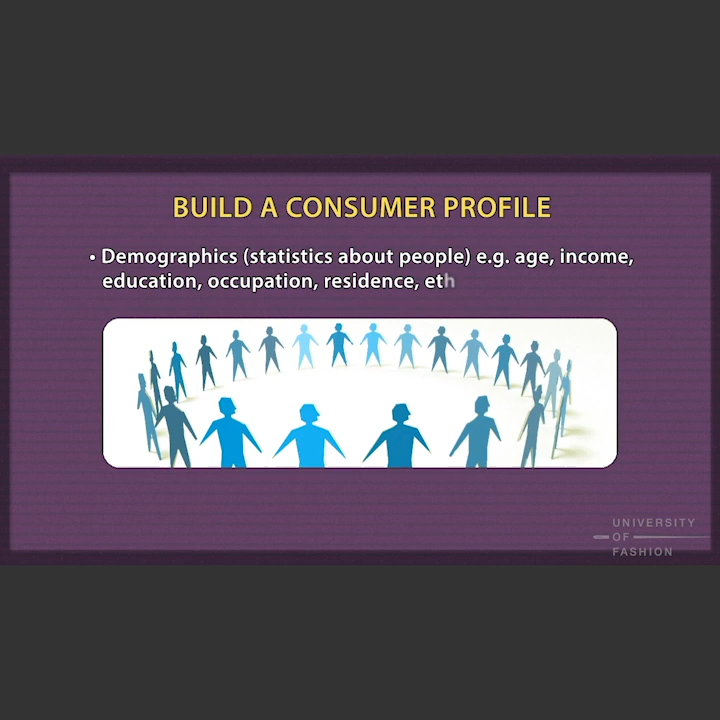 BUILD A CONSUMER PROFILE
• Demographics (statistics about people) e.g. age, income,
education, occupation, residence, eth
UNIVERSITY
OF
FASHION